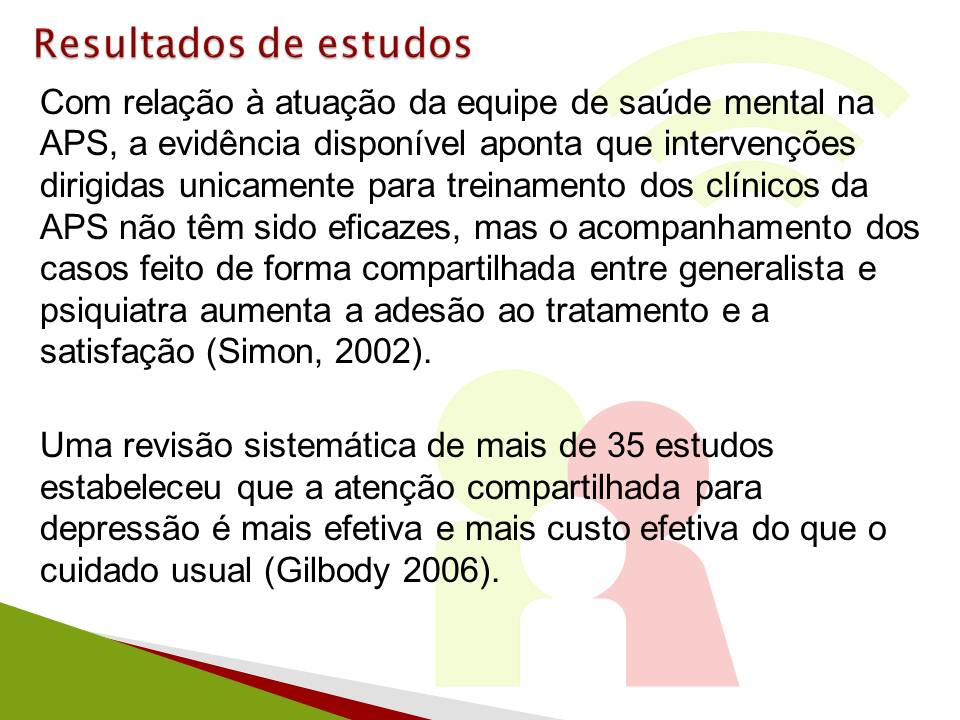 Resultados de estudos
Com relação à atuação da equipe de saúde mental na
APS, a evidência disponível aponta que intervenções
dirigidas unicamente para treinamento dos clínicos da
APS não têm sido eficazes, mas o acompanhamento dos
casos feito de forma compartilhada entre generalista e
psiquiatra aumenta a adesão ao tratamento e a
satisfação (Simon, 2002).
Uma revisão sistemática de mais de 35 estudos
estabeleceu que a atenção compartilhada para
depressão é mais efetiva e mais custo efetiva do que o
cuidado usual (Gilbody 2006).